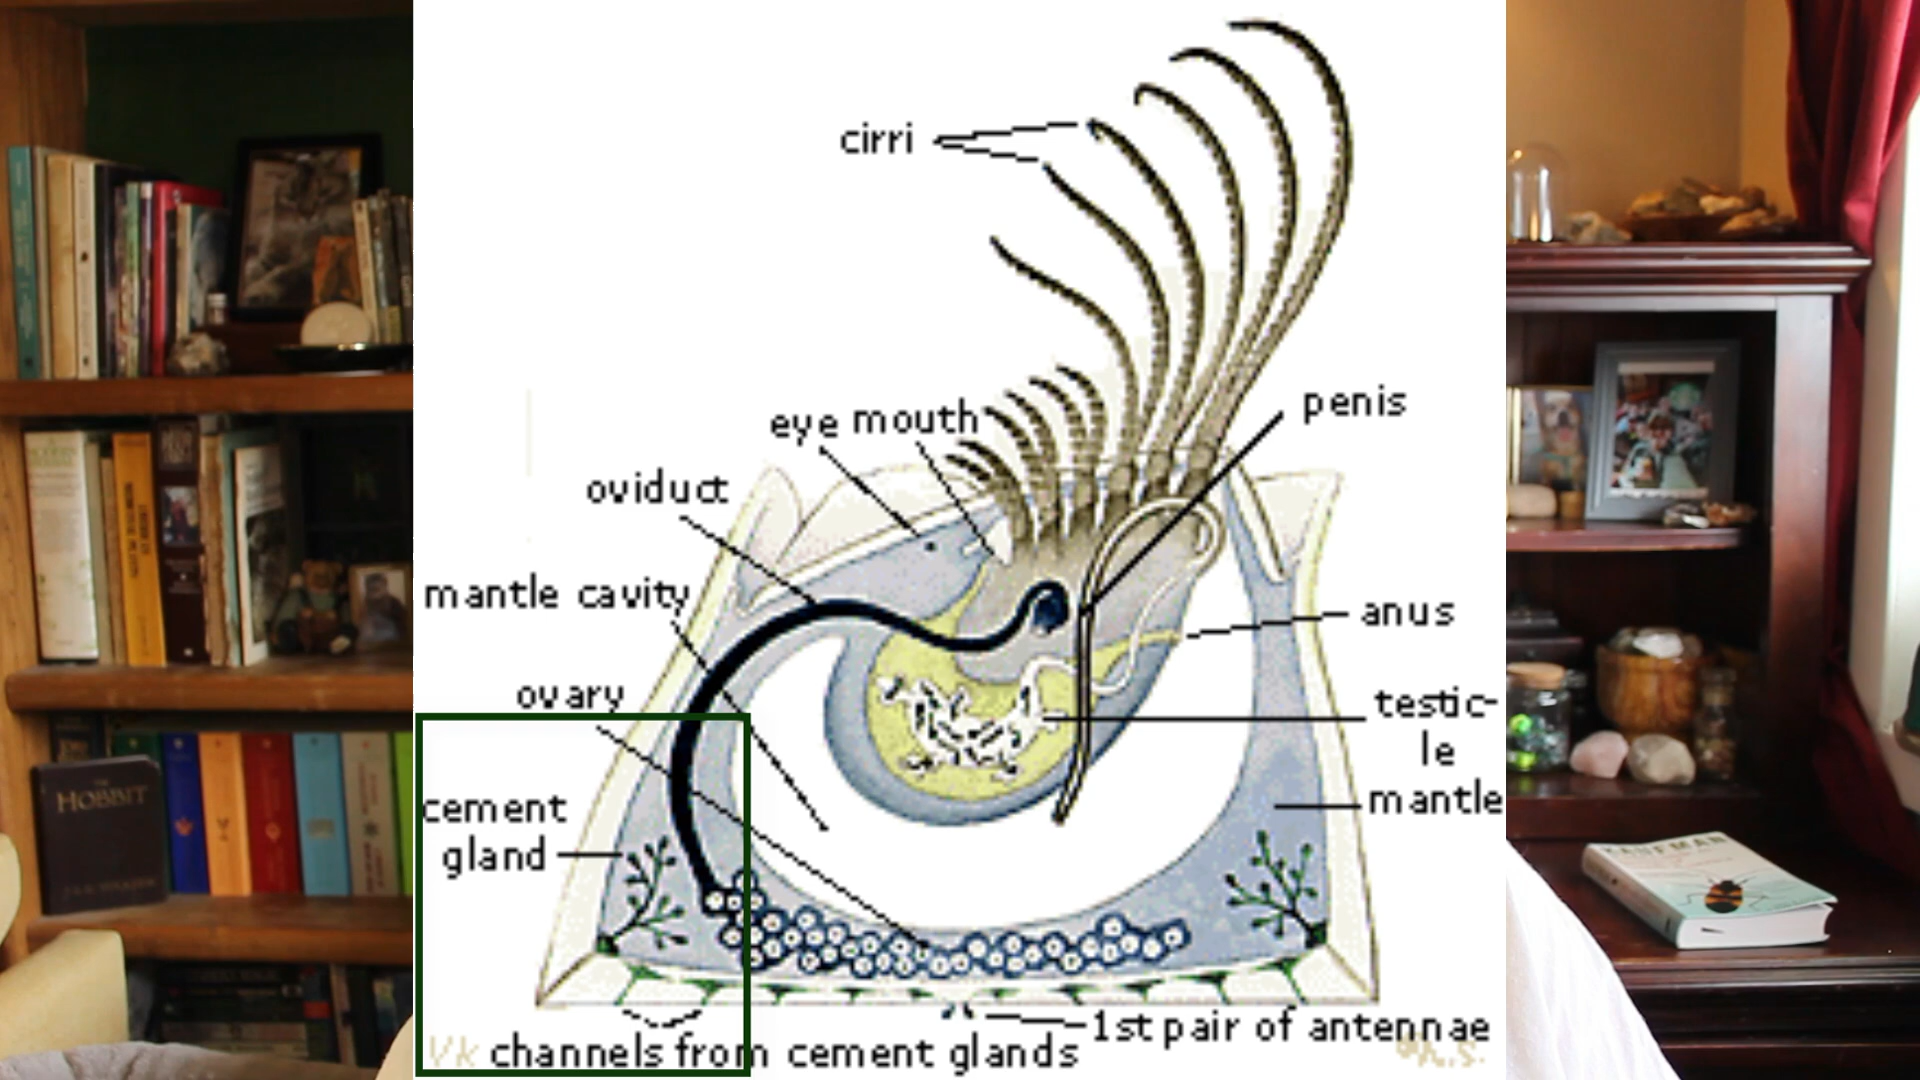 cirri
eye mouth
penis
oviduct
mantle cavity
anus
ovary
testic-
le
mantle
cement
gland
1st pair of antennae
channels from cement glands
THE
HOBBIT
KAUFMAN